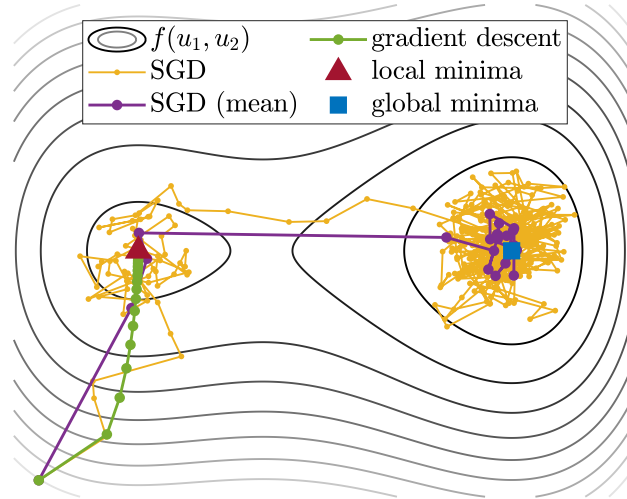 f(u₁, u₂)
gradient descent
SGD
local minima
SGD (mean)
global minima